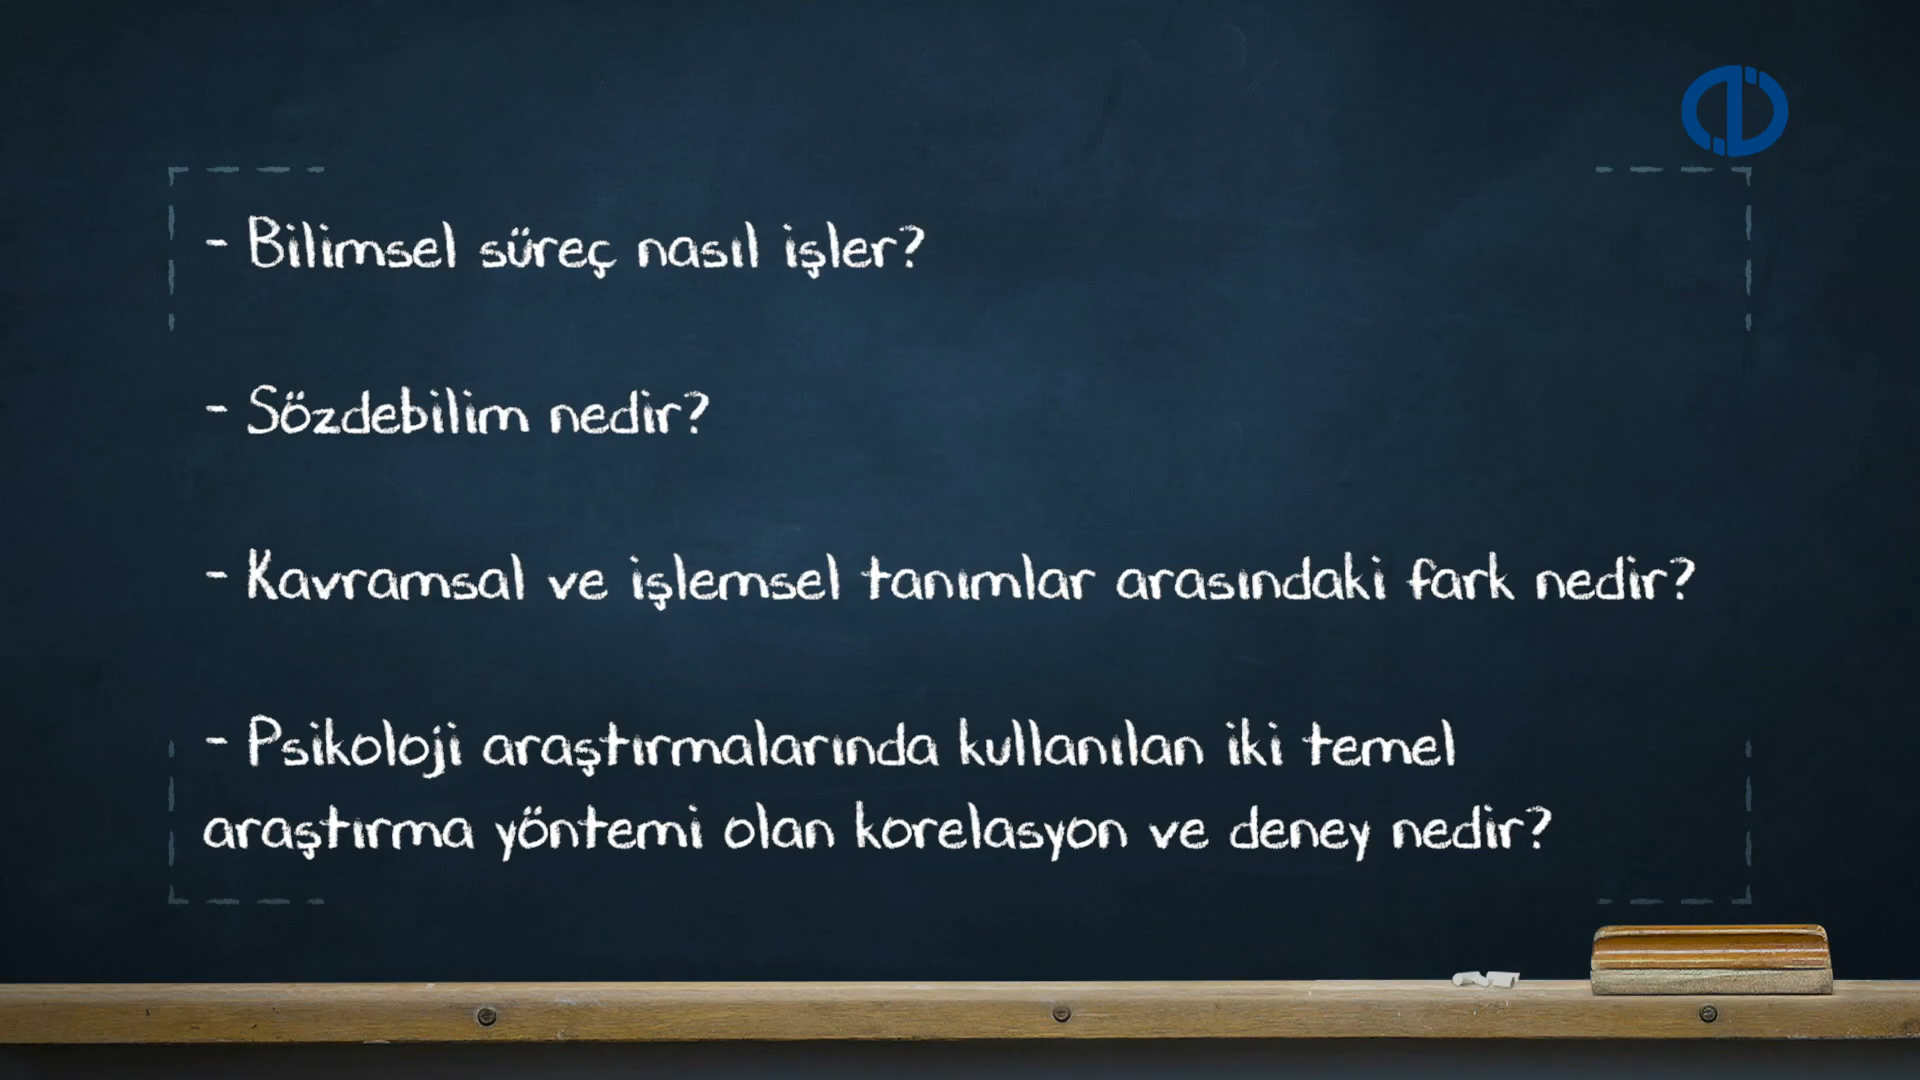 - Bilimsel süreç nasıl işler?
- Sözdebilim nedir?
- Kavramsal ve işlemsel tanımlar arasındaki fark nedir?
- Psikoloji araştırmalarında kullanılan iki temel
araştırma yöntemi olan korelasyon ve deney nedir?